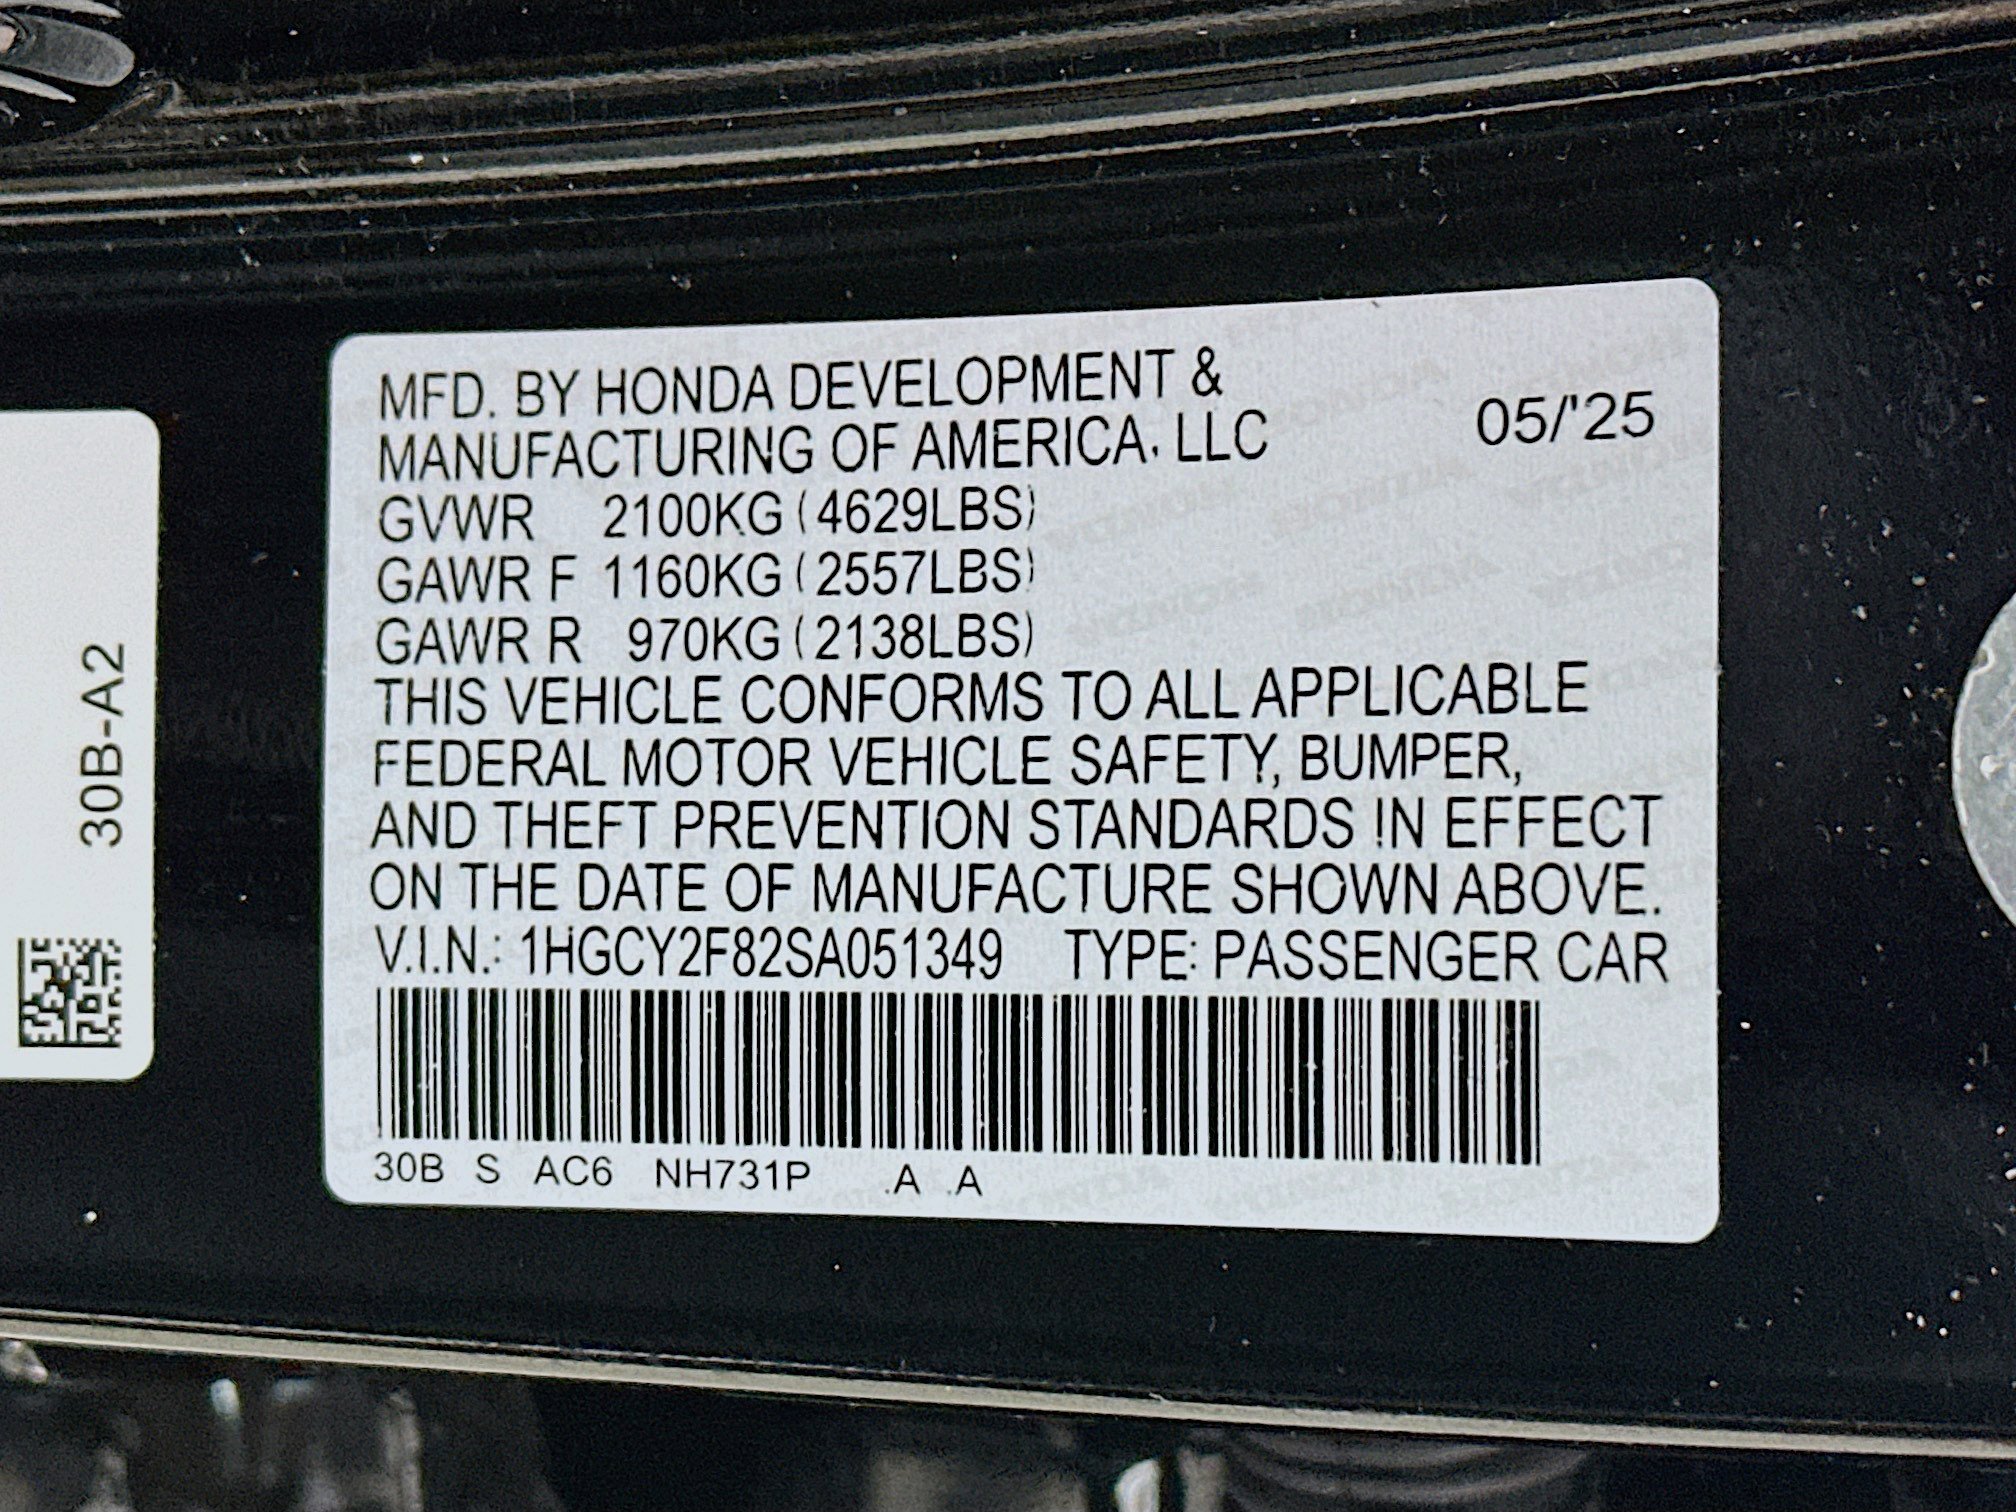 MFD. BY HONDA DEVELOPMENT &
MANUFACTURING OF AMERICA, LLC
05/'25
GVWR 2100KG (4629LBS)
GAWR F 1160KG (2557LBS)
GAWR R 970KG (2138LBS)
THIS VEHICLE CONFORMS TO ALL APPLICABLE
FEDERAL MOTOR VEHICLE SAFETY, BUMPER,
AND THEFT PREVENTION STANDARDS IN EFFECT
ON THE DATE OF MANUFACTURE SHOWN ABOVE.
V.I.N.: 1HGCY2F82SA051349 TYPE: PASSENGER CAR
30B S AC6 NH731P .A .A
30B-A2